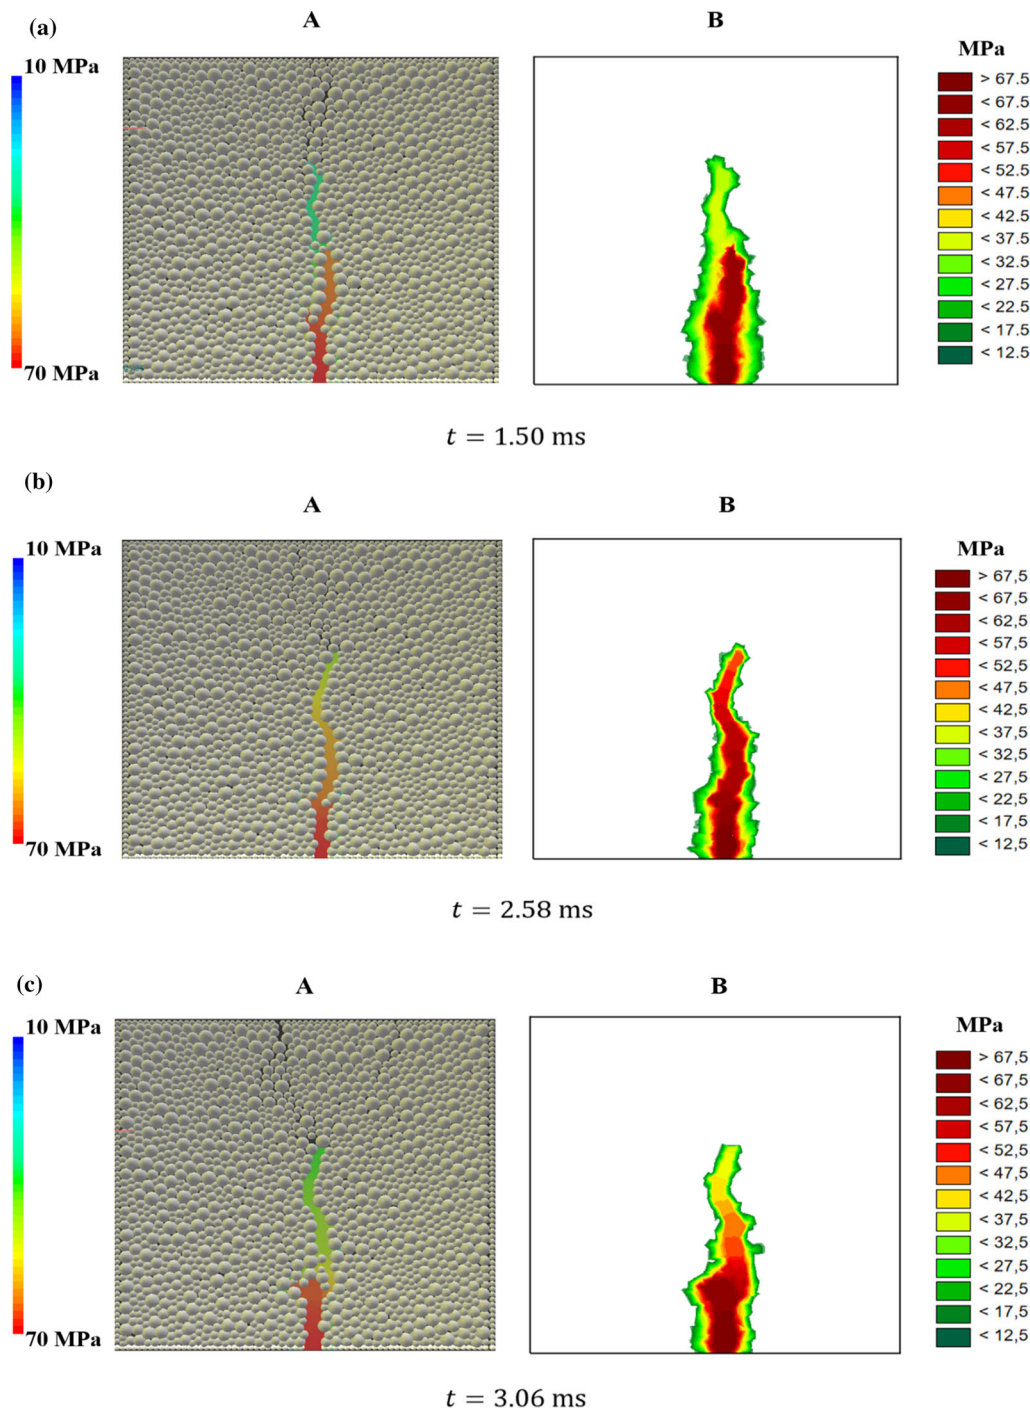 (a)
A
B
10 MPa
70 MPa
MPa
> 67.5
< 67.5
< 62.5
< 57.5
< 52.5
< 47.5
< 42.5
< 37.5
< 32.5
< 27.5
< 22.5
< 17.5
< 12.5
t = 1.50 ms
(b)
A
B
10 MPa
70 MPa
MPa
> 67,5
< 67,5
< 62,5
< 57,5
< 52,5
< 47,5
< 42,5
< 37,5
< 32,5
< 27,5
< 22,5
< 17,5
< 12,5
t = 2.58 ms
(c)
A
B
10 MPa
70 MPa
MPa
> 67,5
< 67,5
< 62,5
< 57,5
< 52,5
< 47,5
< 42,5
< 37,5
< 32,5
< 27,5
< 22,5
< 17,5
< 12,5
t = 3.06 ms